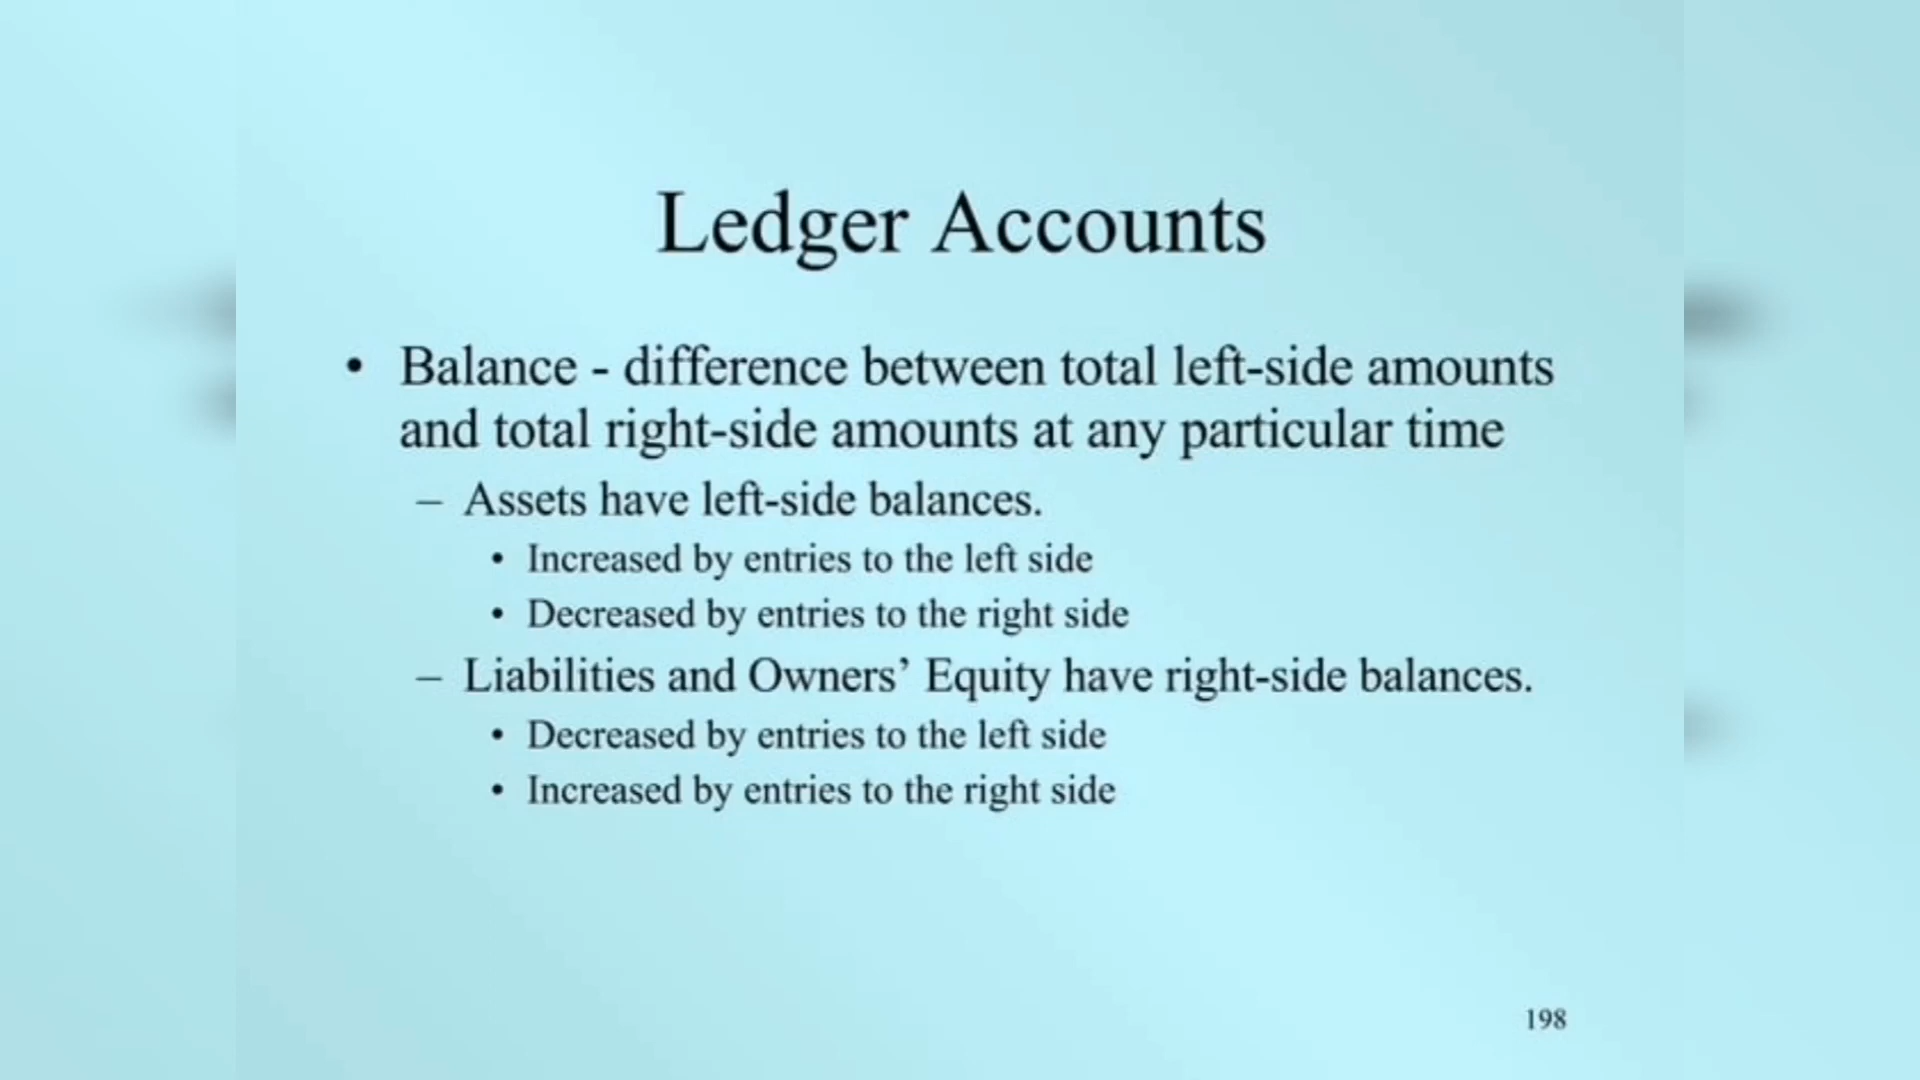 Ledger Accounts
• Balance - difference between total left-side amounts
and total right-side amounts at any particular time
– Assets have left-side balances.
• Increased by entries to the left side
• Decreased by entries to the right side
– Liabilities and Owners’ Equity have right-side balances.
• Decreased by entries to the left side
• Increased by entries to the right side
198